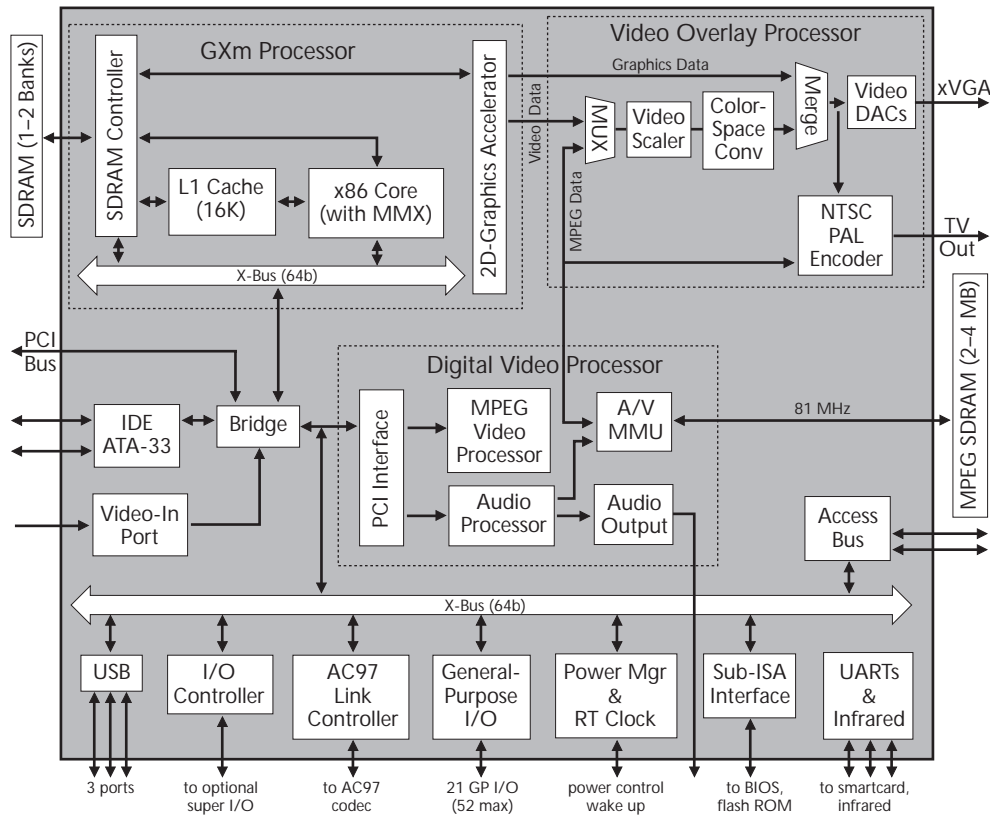 GXm Processor
Video Overlay Processor
SDRAM (1–2 Banks)
SDRAM Controller
L1 Cache
(16K)
x86 Core
(with MMX)
2D-Graphics Accelerator
X-Bus (64b)
Graphics Data
Video Data
MPEG Data
MUX
Video
Scaler
Color-
Space
Conv
Merge
Video
DACs
xVGA
NTSC
PAL
Encoder
TV
Out
PCI
Bus
IDE
ATA-33
Bridge
Video-In
Port
Digital Video Processor
PCI Interface
MPEG
Video
Processor
A/V
MMU
81 MHz
MPEG SDRAM (2–4 MB)
Audio
Processor
Audio
Output
Access
Bus
X-Bus (64b)
USB
I/O
Controller
AC97
Link
Controller
General-
Purpose
I/O
Power Mgr
&
RT Clock
Sub-ISA
Interface
UARTs
&
Infrared
3 ports
to optional
super I/O
to AC97
codec
21 GP I/O
(52 max)
power control
wake up
to BIOS,
flash ROM
to smartcard,
infrared